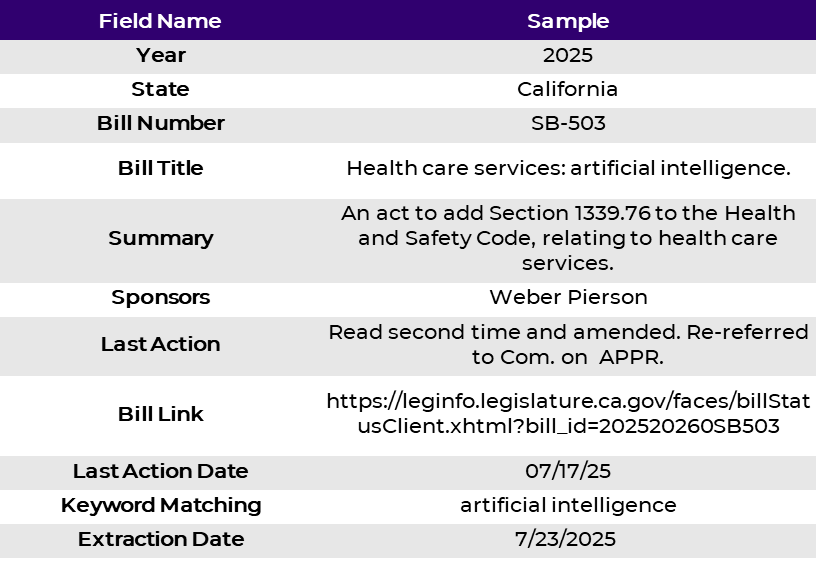 Field Name Sample
Year 2025
State California
Bill Number SB-503
Bill Title Health care services: artificial intelligence.
An act to add Section 1339.76 to the Health
Summary and Safety Code, relating to health care
services.
Sponsors Weber Pierson
Read second time and amended. Re-referred
Last Action
to Com. on APPR.
https://leginfo.legislature.ca.gov/faces/billStat
Bill Link
usClient.xhtml?bill_id=202520260SB503
Last Action Date 07/17/25
Keyword Matching artificial intelligence
Extraction Date 7/23/2025